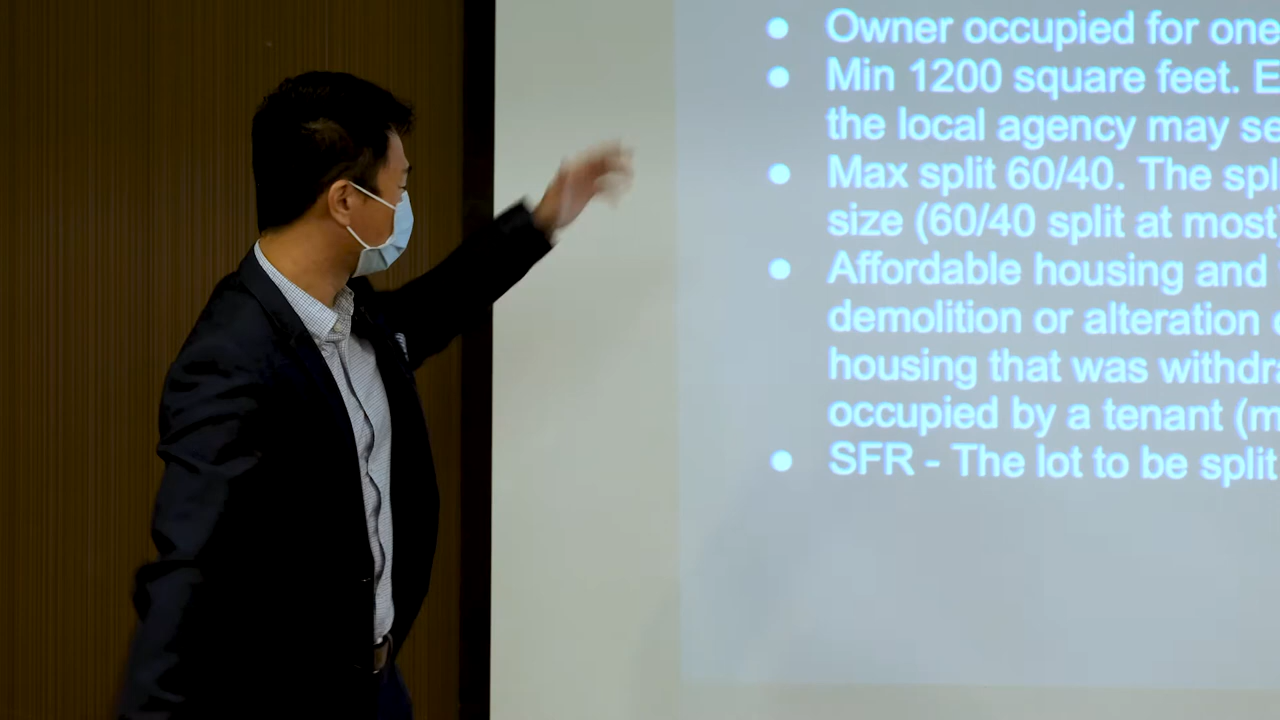 ● Owner occupied for one
● Min 1200 square feet. E
the local agency may se
● Max split 60/40. The spl
size (60/40 split at most)
● Affordable housing and
demolition or alteration
housing that was withdra
occupied by a tenant (m
● SFR - The lot to be split